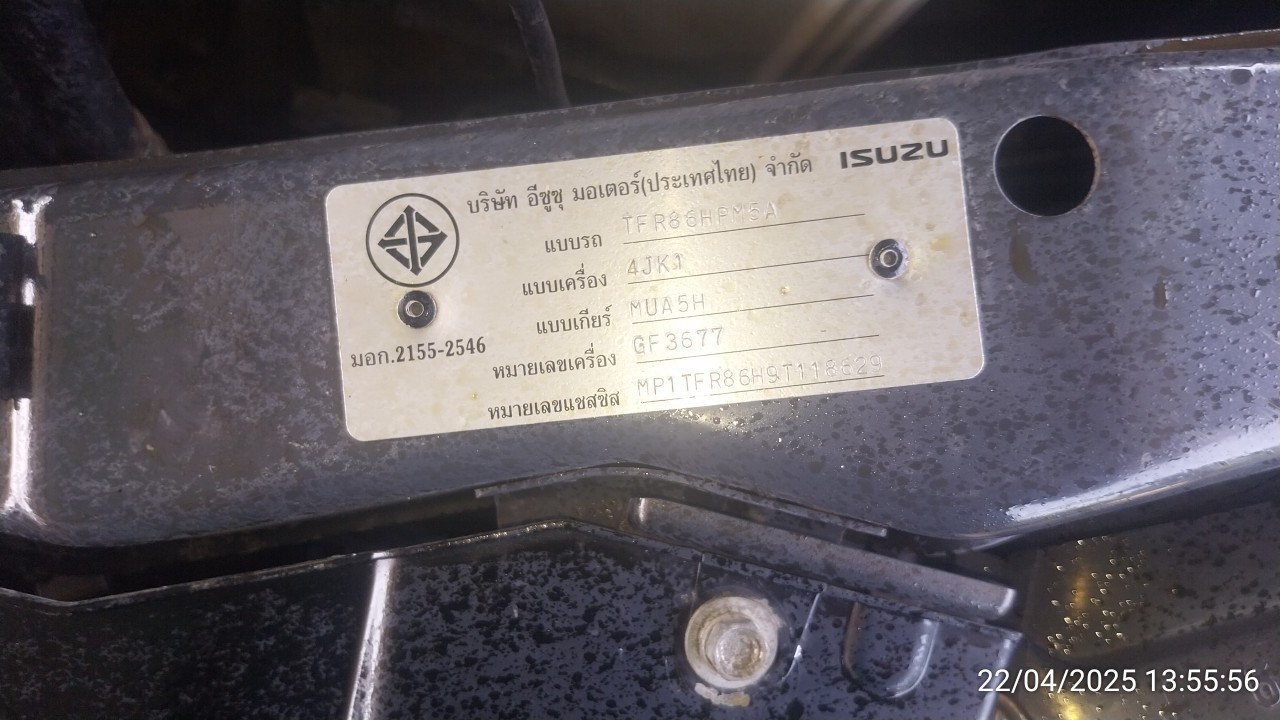 บริษัท อีซูซุ มอเตอร์(ประเทศไทย) จำกัด ISUZU
แบบรถ TFR86HPM5A
แบบเครื่อง 4JK1
แบบเกียร์ MUA5H
มอก.2155-2546
หมายเลขเครื่อง GF3677
หมายเลขแชสซิส
22/04/2025 13:55:56